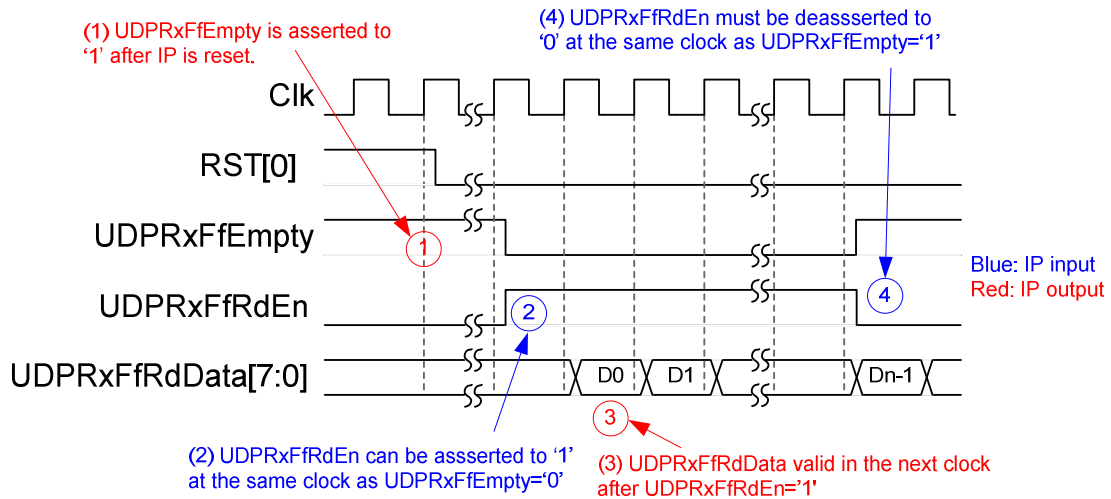 (1) UDPRxFfEmpty is asserted to
‘1’ after IP is reset.
(4) UDPRxFfRdEn must be deassserted to
‘0’ at the same clock as UDPRxFfEmpty=‘1’
Clk
RST[0]
UDPRxFfEmpty
1
Blue: IP input
Red: IP output
UDPRxFfRdEn
2
4
UDPRxFfRdData[7:0]
D0
D1
Dn-1
3
(2) UDPRxFfRdEn can be assserted to ‘1’
at the same clock as UDPRxFfEmpty=‘0’
(3) UDPRxFfRdData valid in the next clock
after UDPRxFfRdEn='1'